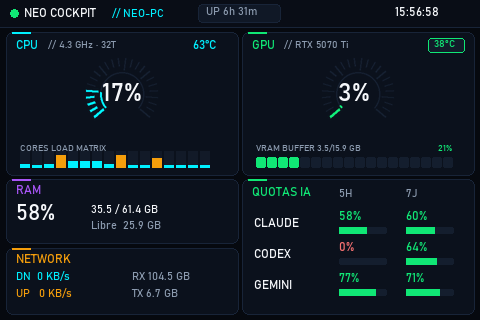 NEO COCKPIT // NEO-PC UP 6h 31m 15:56:58
CPU // 4.3 GHz · 32T 63°C
17%
CORES LOAD MATRIX
GPU // RTX 5070 Ti 38°C
3%
VRAM BUFFER 3.5/15.9 GB 21%
RAM
58% 35.5 / 61.4 GB
Libre 25.9 GB
NETWORK
DN 0 KB/s RX 104.5 GB
UP 0 KB/s TX 6.7 GB
QUOTAS IA 5H 7J
CLAUDE 58% 60%
CODEX 0% 64%
GEMINI 77% 71%